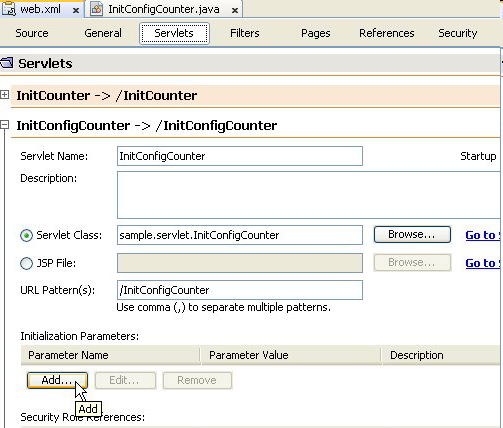 web.xml
InitConfigCounter.java
Source General Servlets Filters Pages References Security
Servlets
InitCounter -> /InitCounter
InitConfigCounter -> /InitConfigCounter
Servlet Name: InitConfigCounter Startup
Description:
Servlet Class: sample.servlet.InitConfigCounter Browse... Go to S
JSP File: Browse... Go to S
URL Pattern(s): /InitConfigCounter
Use comma (,) to separate multiple patterns.
Initialization Parameters:
Parameter Name Parameter Value Description
Add... Edit... Remove
Add
Security Role References: